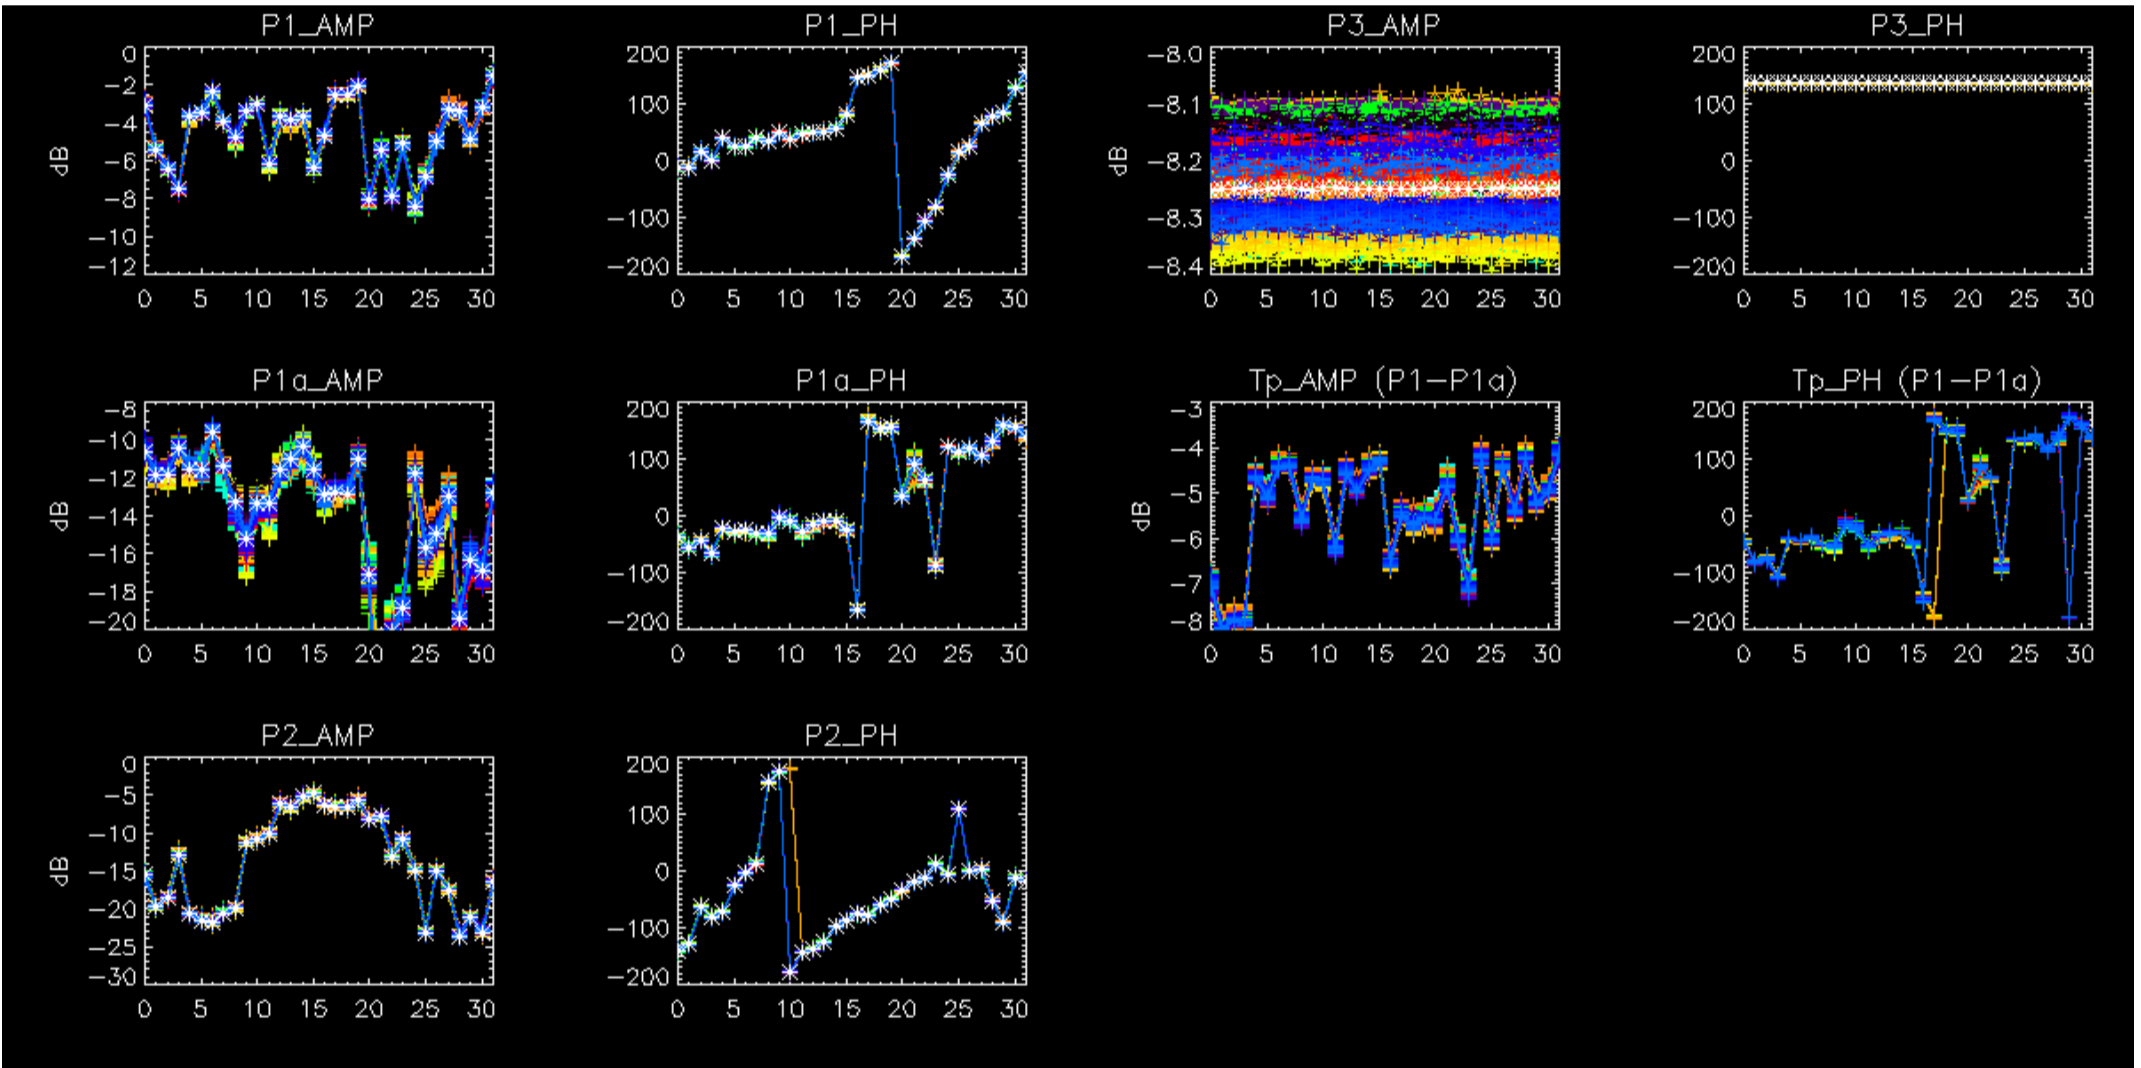 P1_AMP P1_PH P3_AMP P3_PH
0 200 -8.0 200
-2 100 -8.1 100
-4 0 -8.2 0
-6 -100 -8.3 -100
-8 -200 -8.4 -200
-10
-12
dB dB
0 5 10 15 20 25 30 0 5 10 15 20 25 30 0 5 10 15 20 25 30 0 5 10 15 20 25 30
P1a_AMP P1a_PH Tp_AMP (P1-P1a) Tp_PH (P1-P1a)
-8 200 -3 200
-10 100 -4 100
-12 0 -5 0
-14 -100 -6 -100
-16 -200 -7 -200
-18 -8
-20
dB dB
0 5 10 15 20 25 30 0 5 10 15 20 25 30 0 5 10 15 20 25 30 0 5 10 15 20 25 30
P2_AMP P2_PH
0 200
-5 100
-10 0
-15 -100
-20 -200
-25
-30
dB
0 5 10 15 20 25 30 0 5 10 15 20 25 30